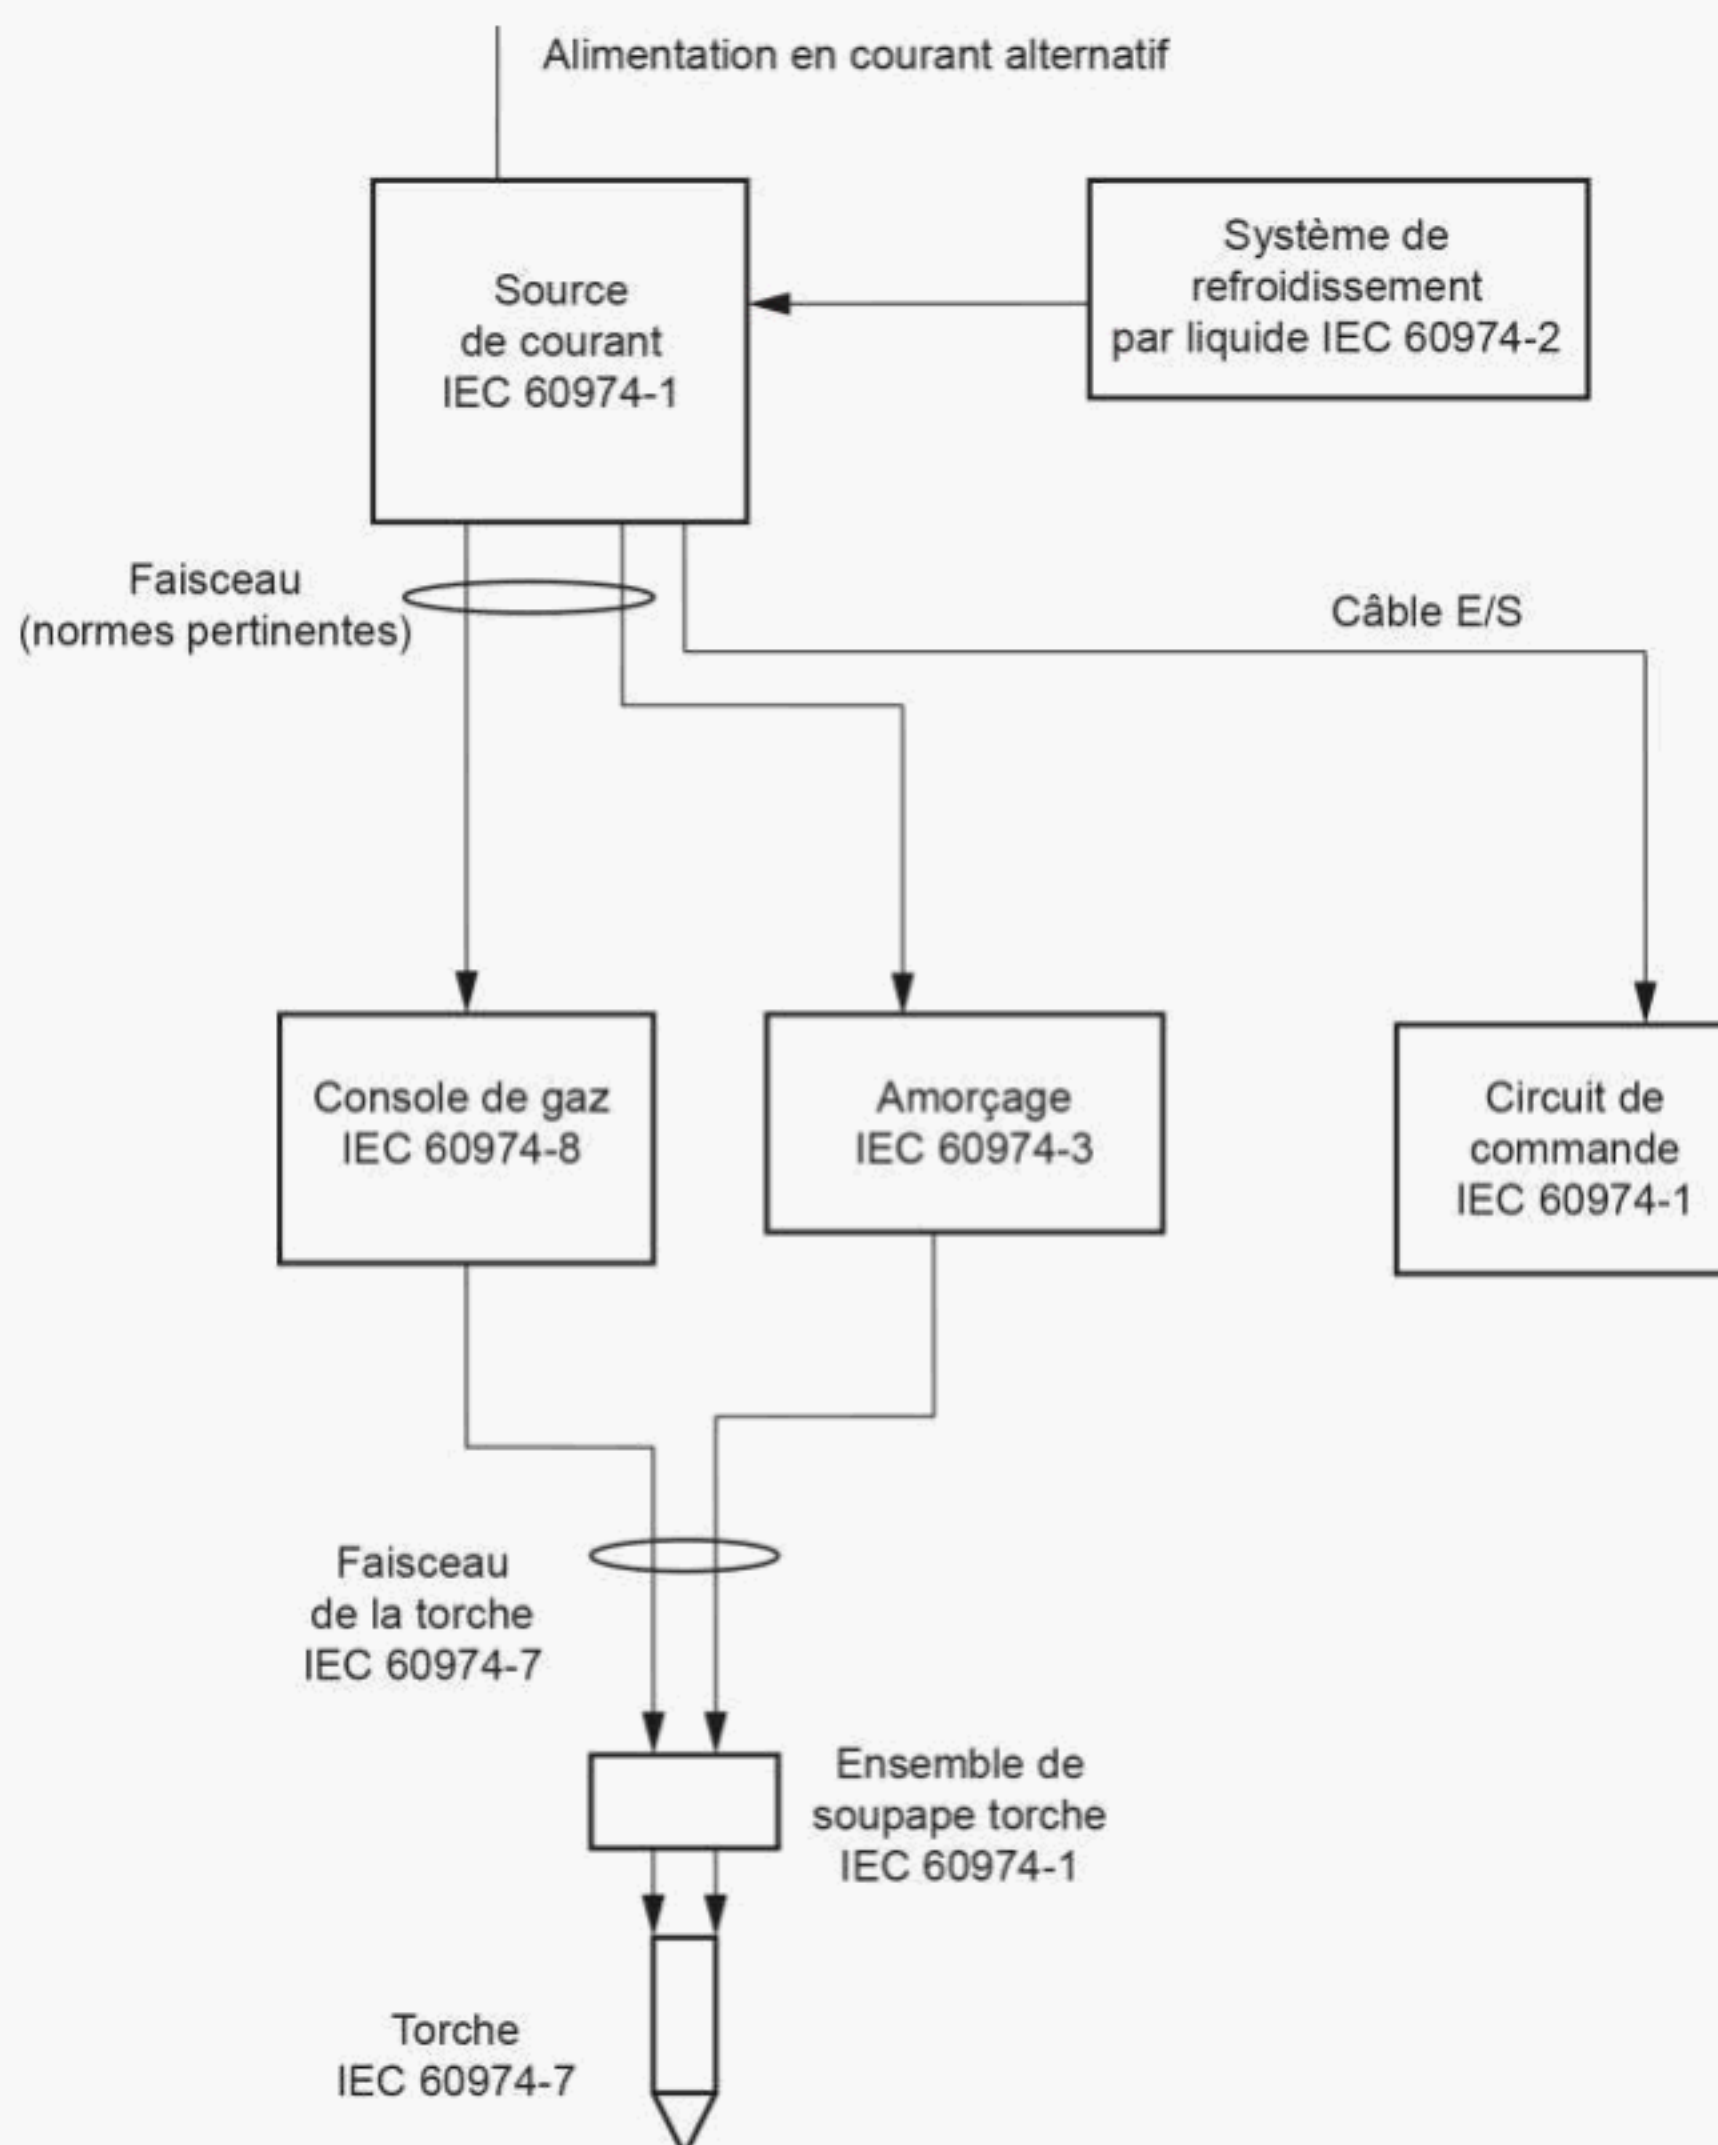 Alimentation en courant alternatif
Source
de courant
IEC 60974-1
Système de
refroidissement
par liquide IEC 60974-2
Faisceau
(normes pertinentes)
Câble E/S
Console de gaz
IEC 60974-8
Amorçage
IEC 60974-3
Circuit de
commande
IEC 60974-1
Faisceau
de la torche
IEC 60974-7
Ensemble de
soupape torche
IEC 60974-1
Torche
IEC 60974-7